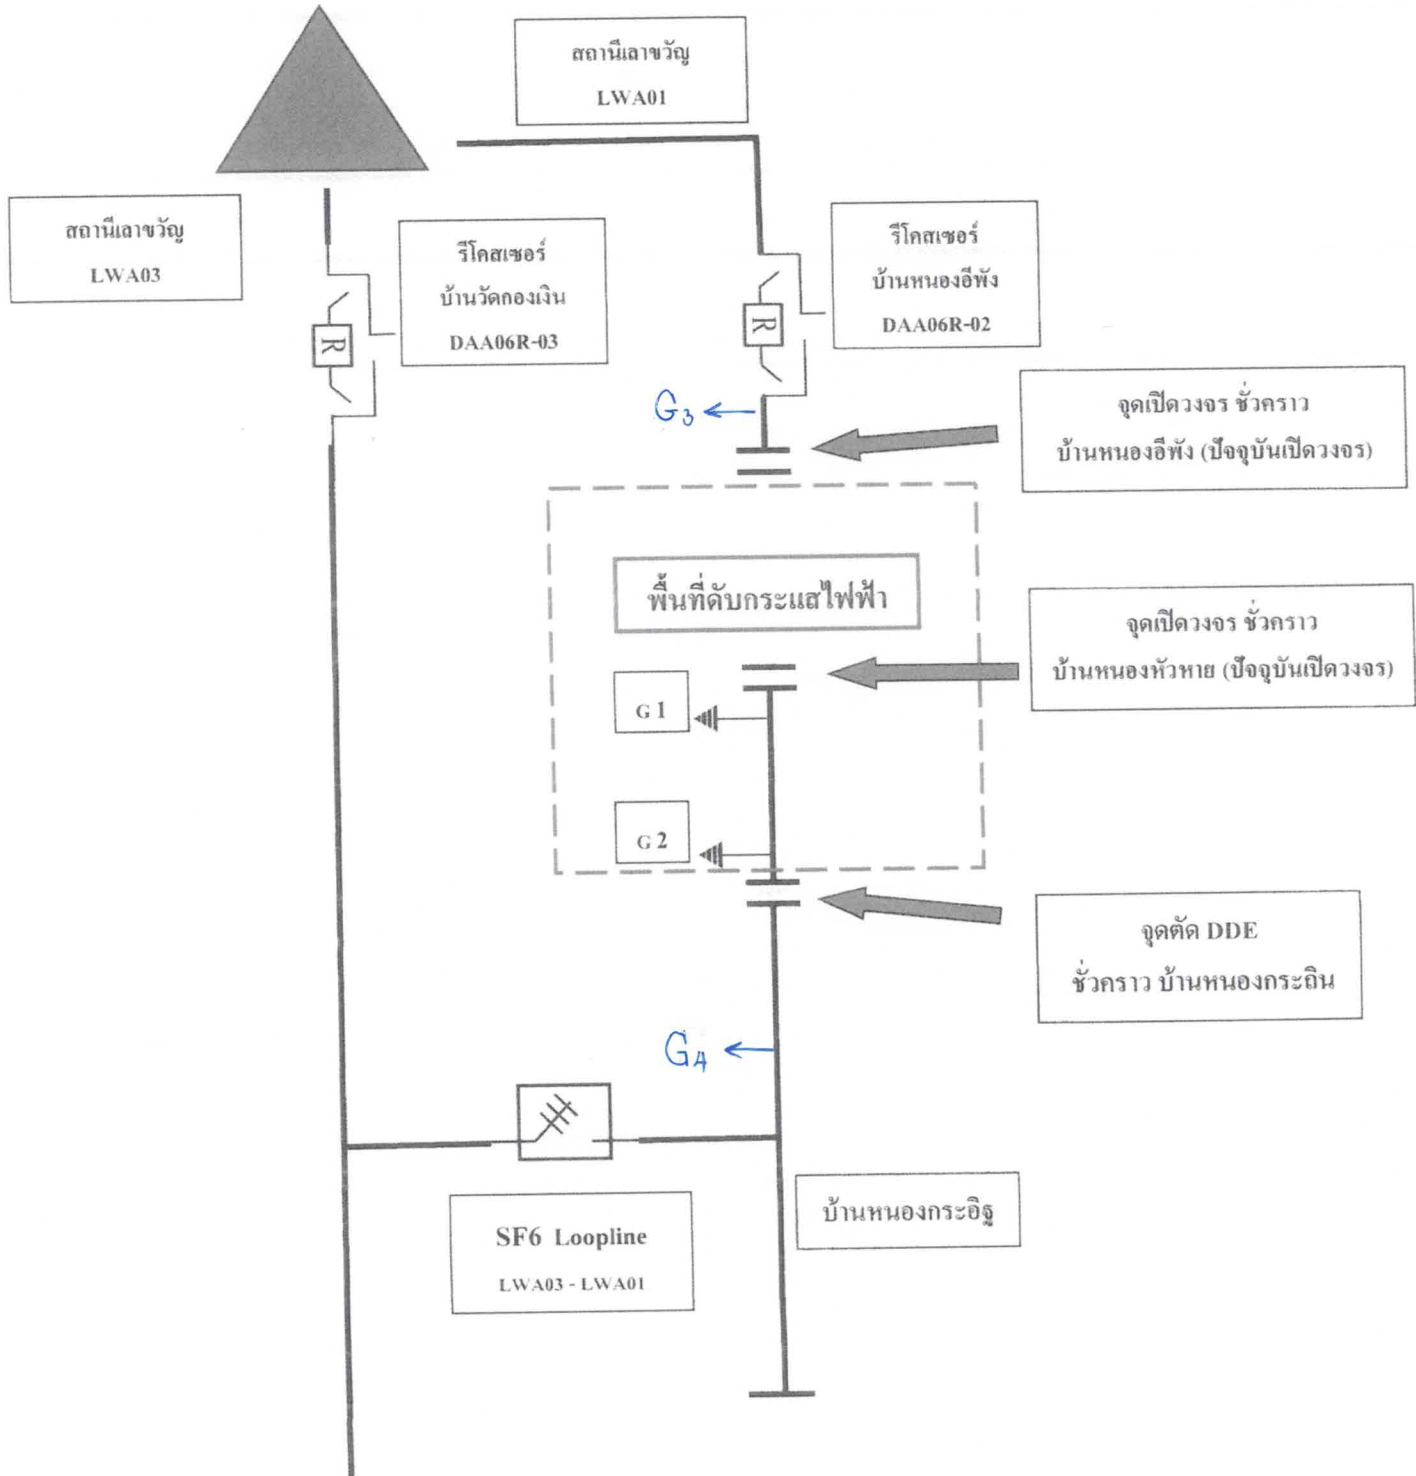 สถานีเลาขวัญ
LWA01
สถานีเลาขวัญ
LWA03
รีโคสเซอร์
บ้านวัดกองเงิน
DAA06R-03
รีโคสเซอร์
บ้านหนองอีพัง
DAA06R-02
R
R
G3
จุดเปิดวงจร ชั่วคราว
บ้านหนองอีพัง (ปัจจุบันเปิดวงจร)
พื้นที่ดับกระแสไฟฟ้า
จุดเปิดวงจร ชั่วคราว
บ้านหนองหัวหาย (ปัจจุบันเปิดวงจร)
G 1
G 2
จุดตัด DDE
ชั่วคราว บ้านหนองกระถิน
G4
SF6 Loopline
LWA03 - LWA01
บ้านหนองกระอิฐ